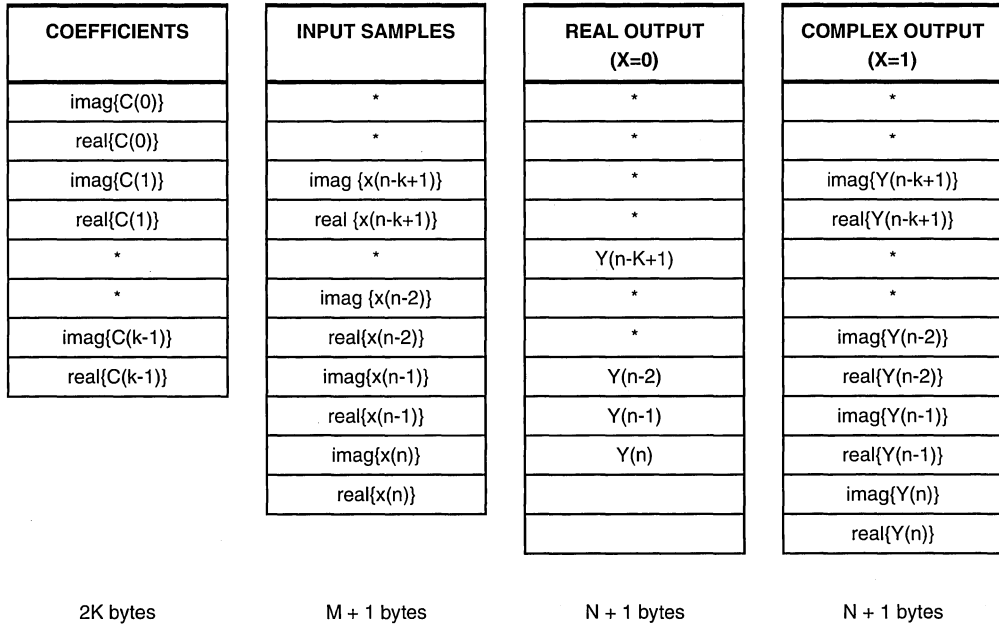 COEFFICIENTS
imag{C(0)}
real{C(0)}
imag{C(1)}
real{C(1)}
*
*
imag{C(k-1)}
real{C(k-1)}
2K bytes
INPUT SAMPLES
*
*
imag {x(n-k+1)}
real {x(n-k+1)}
*
imag {x(n-2)}
real{x(n-2)}
imag{x(n-1)}
real{x(n-1)}
imag{x(n)}
real{x(n)}
M + 1 bytes
REAL OUTPUT
(X=0)
*
*
*
*
Y(n-K+1)
*
*
Y(n-2)
Y(n-1)
Y(n)
N + 1 bytes
COMPLEX OUTPUT
(X=1)
*
*
imag{Y(n-k+1)}
real{Y(n-k+1)}
*
*
imag{Y(n-2)}
real{Y(n-2)}
imag{Y(n-1)}
real{Y(n-1)}
imag{Y(n)}
real{Y(n)}
N + 1 bytes